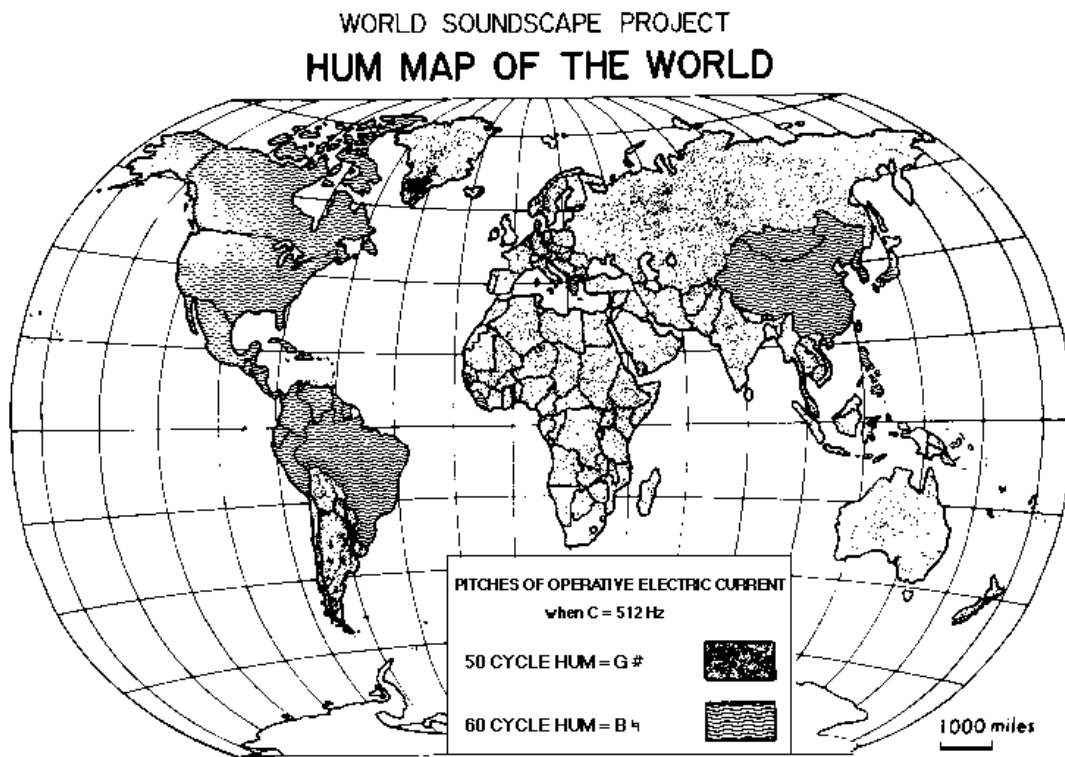 WORLD SOUNDSCAPE PROJECT
HUM MAP OF THE WORLD
PITCHES OF OPERATIVE ELECTRIC CURRENT
when C = 512 Hz
50 CYCLE HUM = G #
60 CYCLE HUM = B ♮
1000 miles